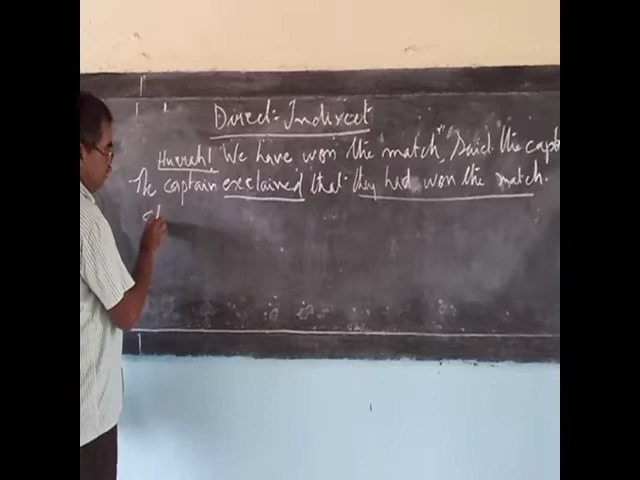 Direct - Indirect
Hurrah! We have won the match", Said the capt
The captain exclaimed that they had won the match.